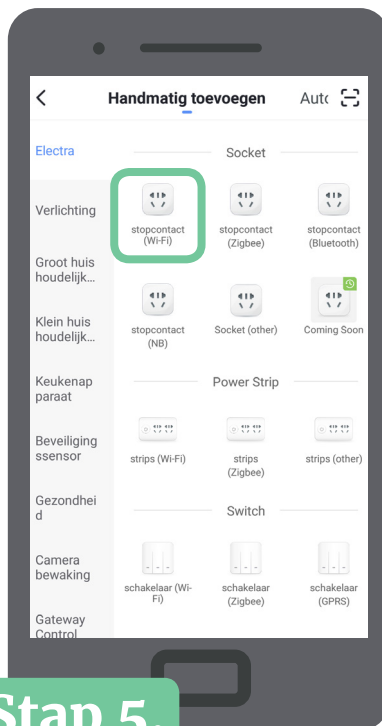 Handmatig toevoegen
Electra
Verlichting
Groot huis
houdelijk...
Klein huis
houdelijk...
Keukenap
paraat
Beveiliging
ssensor
Gezondhei
d
Camera
bewaking
Gateway
Control
Socket
stopcontact
(Wi-Fi)
stopcontact
(Zigbee)
stopcontact
(Bluetooth)
stopcontact
(NB)
Socket (other)
Coming Soon
Power Strip
strips (Wi-Fi)
strips
(Zigbee)
strips (other)
Switch
schakelaar (Wi-
Fi)
schakelaar
(Zigbee)
schakelaar
(GPRS)
Stap 5.